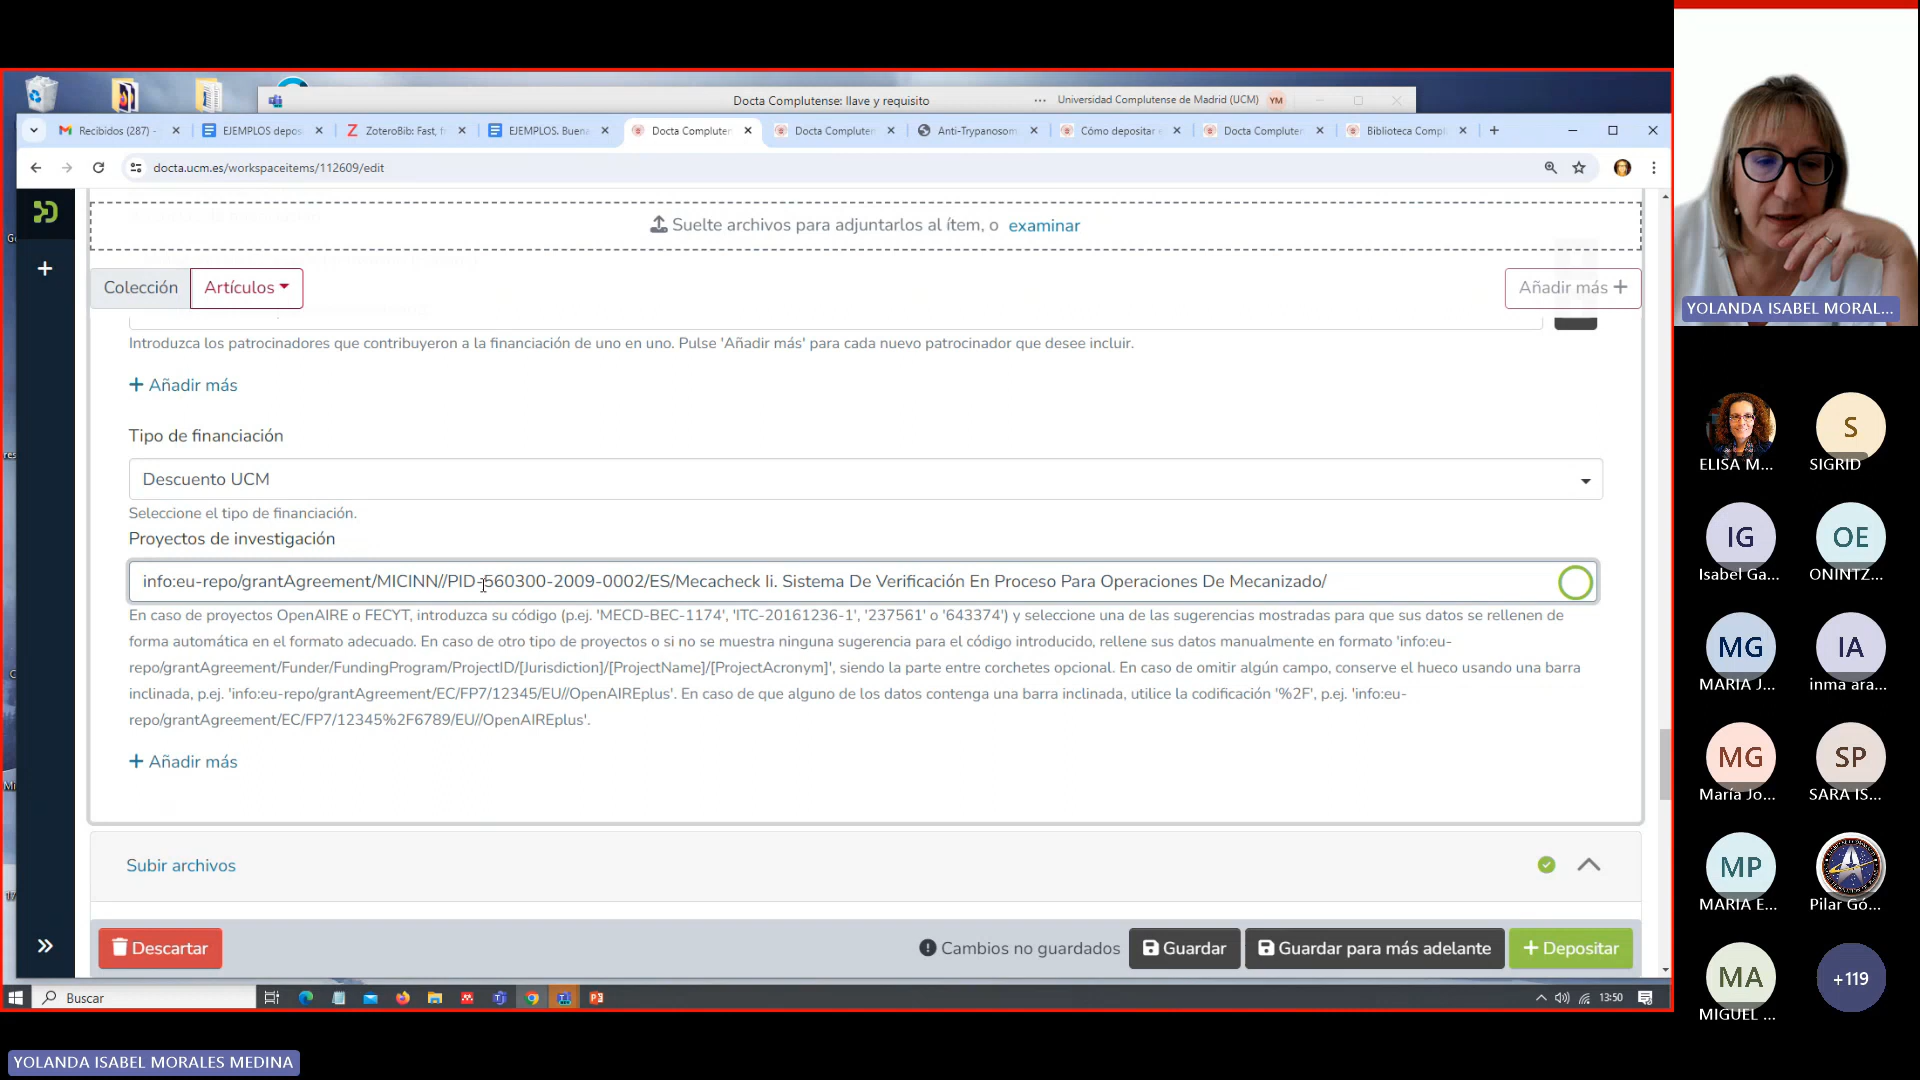 Docta Complutense: llave y requisito
Universidad Complutense de Madrid (UCM)
YM
Recibidos (287) -
EJEMPLOS depos
ZoteroBib: Fast, f
EJEMPLOS. Buena
Docta Compluten
Docta Compluten
Anti-Trypanosom
Cómo depositar e
Docta Compluten
Biblioteca Compl
docta.ucm.es/workspaceitems/112609/edit
Suelte archivos para adjuntarlos al ítem, o examinar
Colección
Artículos
Añadir más +
Introduzca los patrocinadores que contribuyeron a la financiación de uno en uno. Pulse 'Añadir más' para cada nuevo patrocinador que desee incluir.
+ Añadir más
Tipo de financiación
Descuento UCM
Seleccione el tipo de financiación.
Proyectos de investigación
info:eu-repo/grantAgreement/MICINN//PID-560300-2009-0002/ES/Mecacheck Ii. Sistema De Verificación En Proceso Para Operaciones De Mecanizado/
En caso de proyectos OpenAIRE o FECYT, introduzca su código (p.ej. 'MECD-BEC-1174', 'ITC-20161236-1', '237561' o '643374') y seleccione una de las sugerencias mostradas para que sus datos se rellenen de
forma automática en el formato adecuado. En caso de otro tipo de proyectos o si no se muestra ninguna sugerencia para el código introducido, rellene sus datos manualmente en formato 'info:eu-
repo/grantAgreement/Funder/FundingProgram/ProjectID/[Jurisdiction]/[ProjectName]/[ProjectAcronym]', siendo la parte entre corchetes opcional. En caso de omitir algún campo, conserve el hueco usando una barra
inclinada, p.ej. 'info:eu-repo/grantAgreement/EC/FP7/12345/EU//OpenAIREplus'. En caso de que alguno de los datos contenga una barra inclinada, utilice la codificación '%2F', p.ej. 'info:eu-
repo/grantAgreement/EC/FP7/12345%2F6789/EU//OpenAIREplus'.
+ Añadir más
Subir archivos
Descartar
Cambios no guardados
Guardar
Guardar para más adelante
+ Depositar
Buscar
13:50
YOLANDA ISABEL MORALES MEDINA
YOLANDA ISABEL MORAL...
ELISA M...
S
SIGRID
IG
Isabel Ga...
OE
ONINTZ...
MG
MARIA J...
IA
inma ara...
MG
María Jo...
SP
SARA IS...
MP
MARIA E...
Pilar Gó...
MA
MIGUEL ...
+119